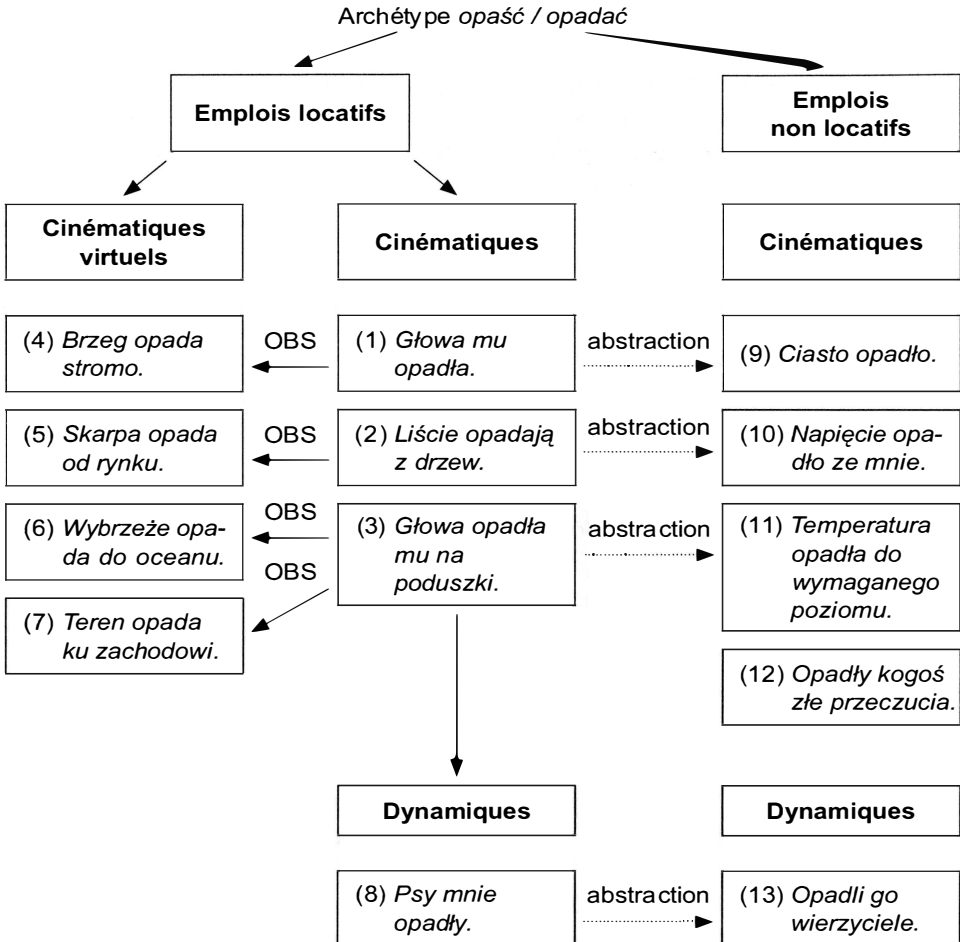 Archétype opaść / opadać
Emplois locatifs
Emplois
non locatifs
Cinématiques
virtuels
Cinématiques
Cinématiques
(4) Brzeg opada
stromo.
OBS
(1) Głowa mu
opadła.
abstraction
(9) Ciasto opadło.
(5) Skarpa opada
od rynku.
OBS
(2) Liście opadają
z drzew.
abstraction
(10) Napięcie opa-
dło ze mnie.
(6) Wybrzeże opa-
da do oceanu.
OBS
OBS
(3) Głowa opadła
mu na
poduszki.
abstraction
(11) Temperatura
opadła do
wymaganego
poziomu.
(7) Teren opada
ku zachodowi.
(12) Opadły kogoś
złe przeczucia.
Dynamiques
Dynamiques
(8) Psy mnie
opadły.
abstraction
(13) Opadli go
wierzyciele.